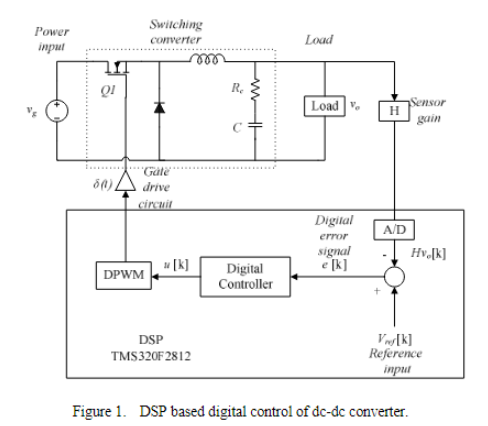 Power
input
Switching
converter
Load
Q1
v_g
R_c
C
Load
v_o
H
Sensor
gain
δ(t)
Gate
drive
circuit
A/D
Digital
error
signal
e [k]
-
Hv_o[k]
DPWM
u [k]
Digital
Controller
+
DSP
TMS320F2812
V_ref[k]
Reference
input
Figure 1. DSP based digital control of dc-dc converter.